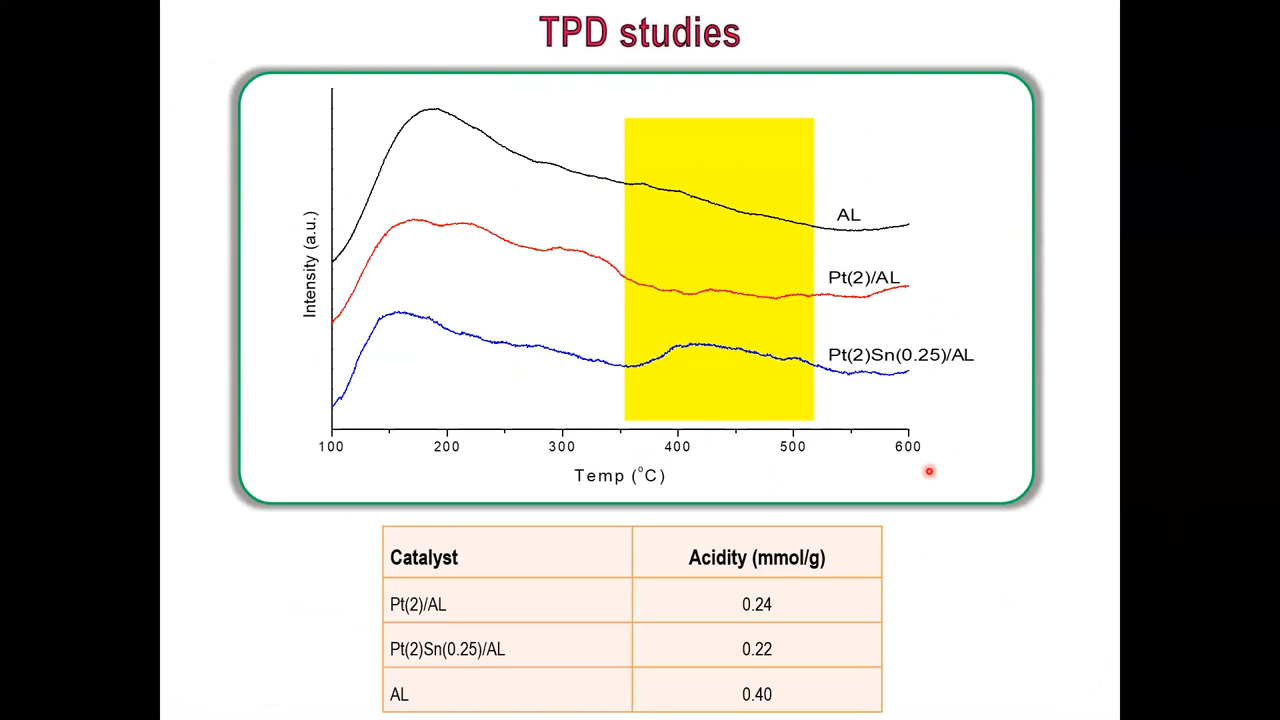 TPD studies
Intensity (a.u.)
AL
Pt(2)/AL
Pt(2)Sn(0.25)/AL
100 200 300 400 500 600
Temp (°C)
Catalyst Acidity (mmol/g)
Pt(2)/AL 0.24
Pt(2)Sn(0.25)/AL 0.22
AL 0.40